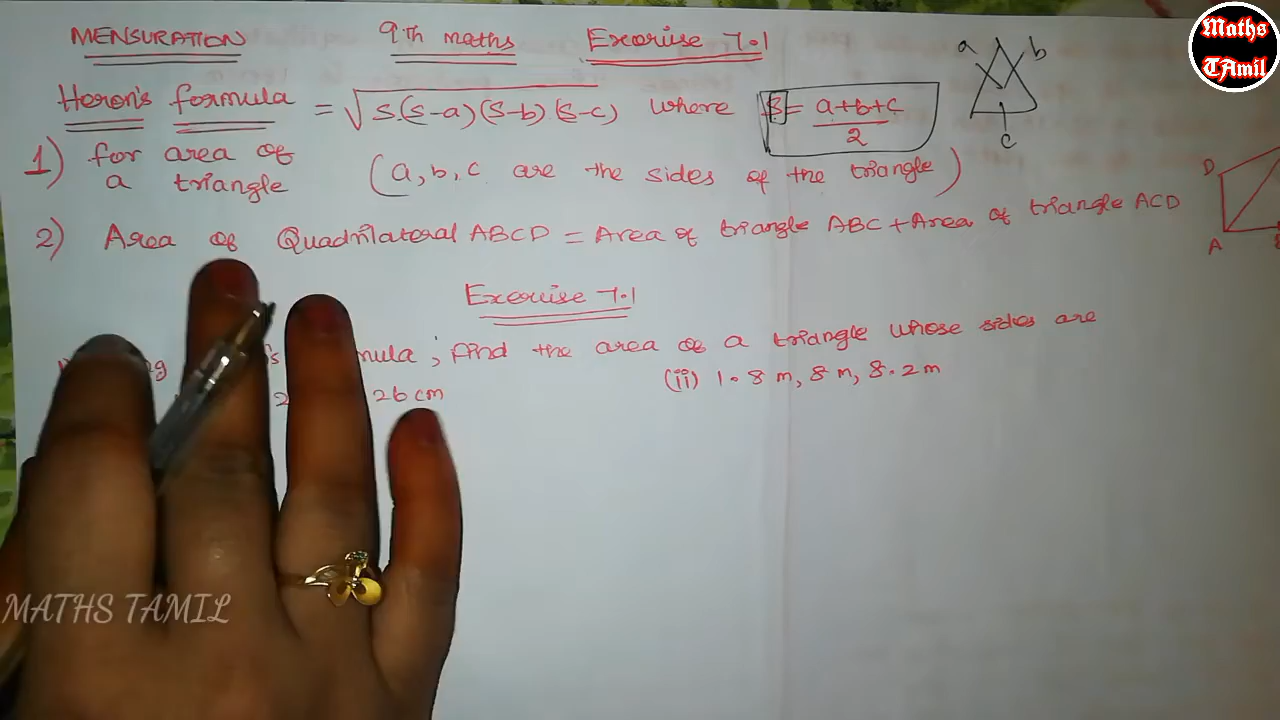 MENSURATION 9th maths Exercise 7.1
Heron's formula = √s.(s-a)(s-b).(s-c) where s = a+b+c / 2
1) for area of
a triangle (a, b, c are the sides of the triangle)
2) Area of Quadrilateral ABCD = Area of triangle ABC + Area of triangle ACD
Exercise 7.1
; find the area of a triangle whose sides are
26 cm (ii) 1.8 m, 8 m, 8.2 m
a b
c
D
A
Maths
TAmil
MATHS TAMIL